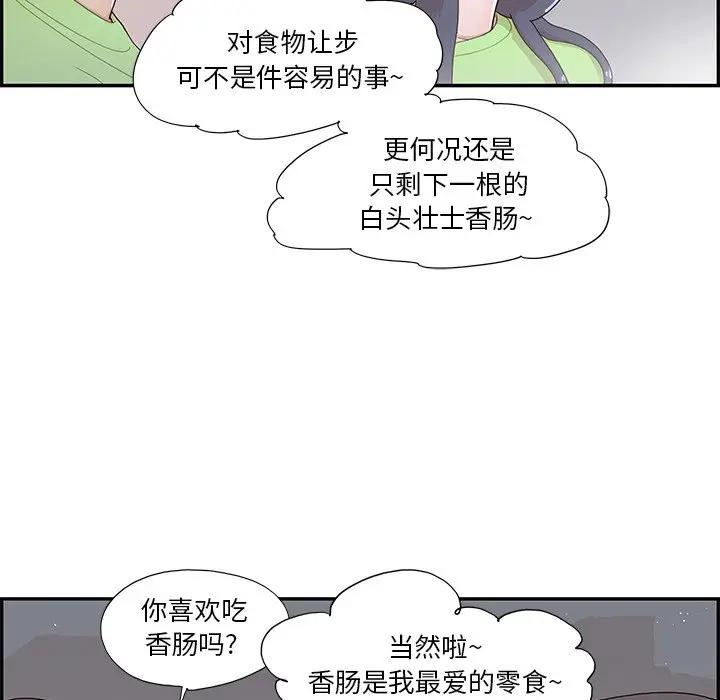 对食物让步
可不是件容易的事~
更何况还是
只剩下一根的
白头壮士香肠~
你喜欢吃
香肠吗?
当然啦~
香肠是我最爱的零食~